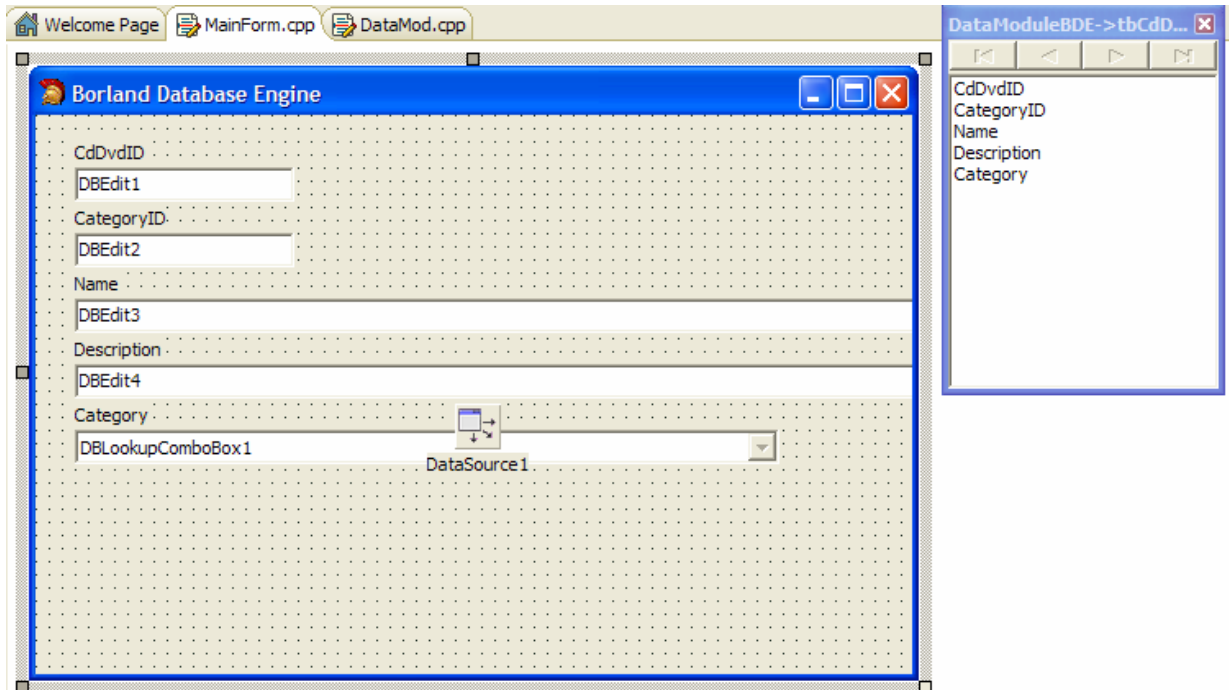 Welcome Page MainForm.cpp DataMod.cpp
Borland Database Engine
CdDvdID
DBEdit1
CategoryID
DBEdit2
Name
DBEdit3
Description
DBEdit4
Category
DBLookupComboBox1
DataSource1
DataModuleBDE->tbCdD...
CdDvdID
CategoryID
Name
Description
Category